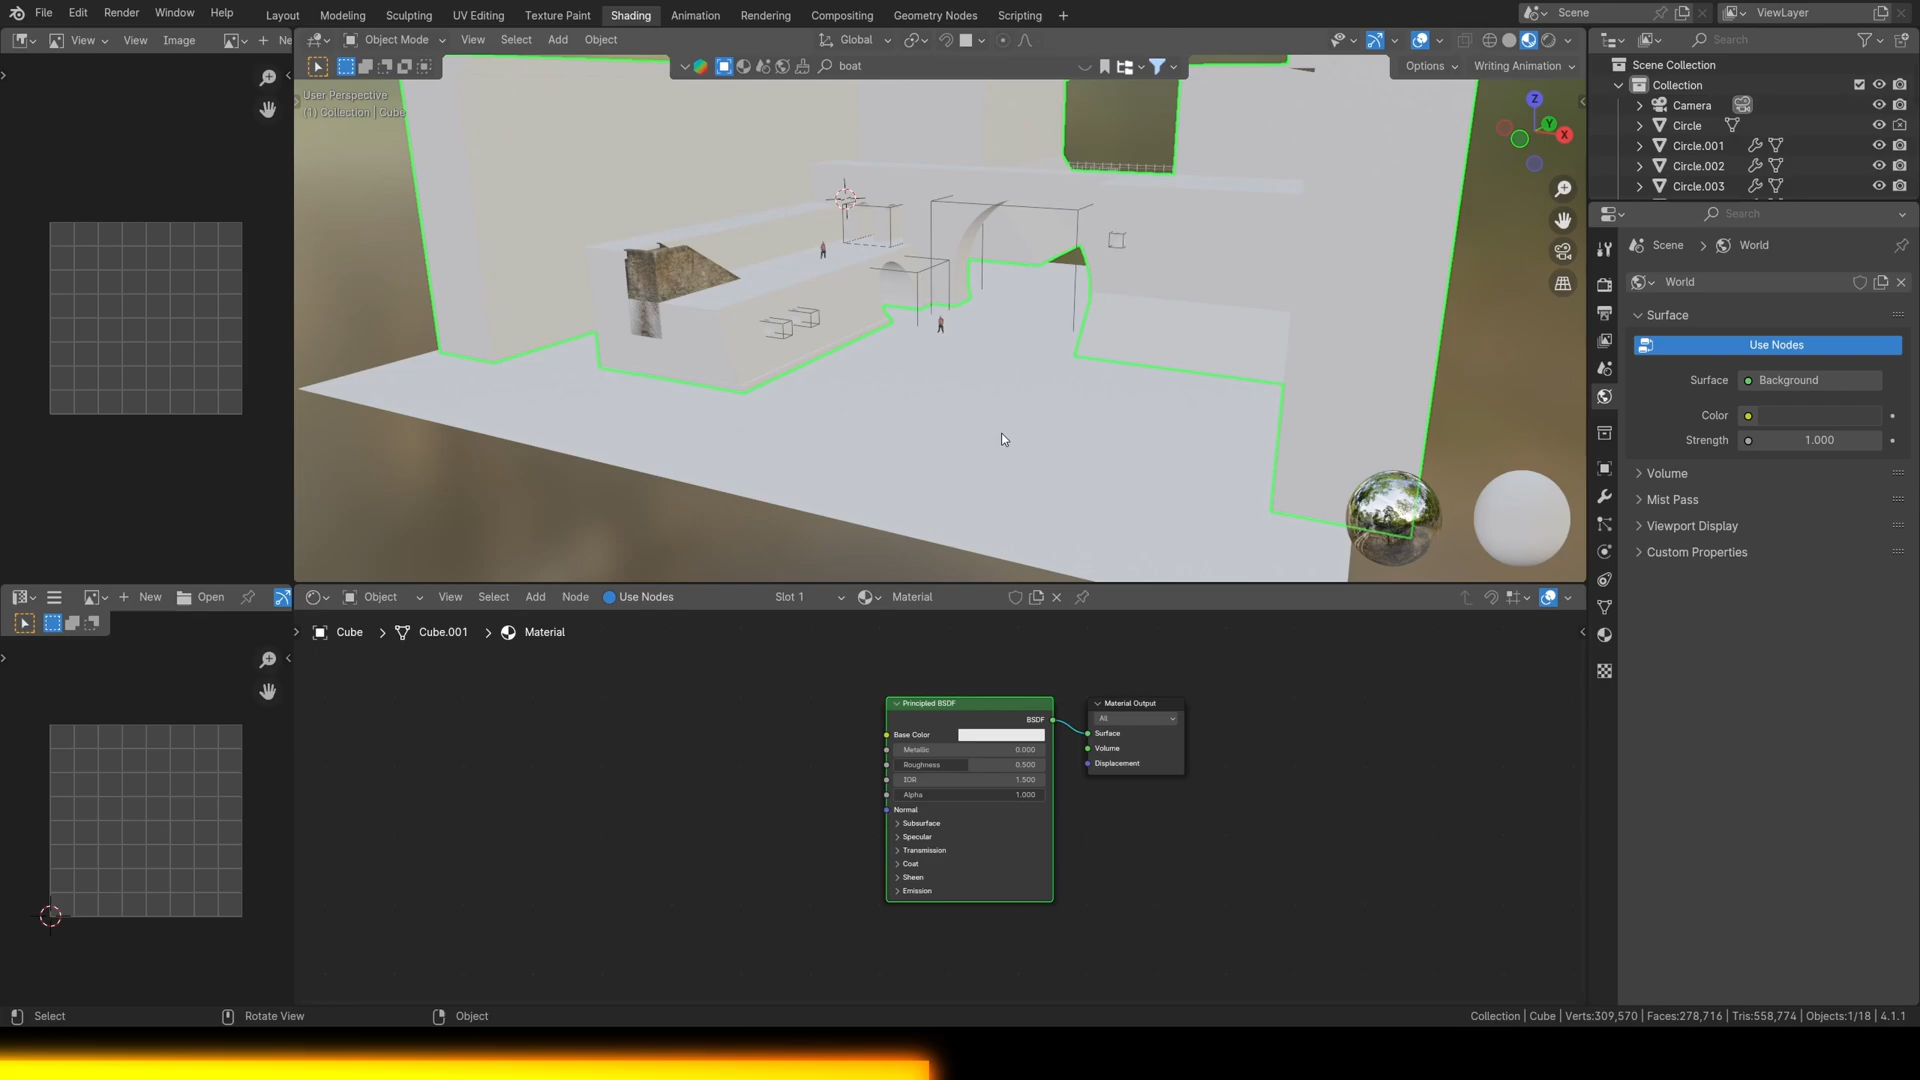 File Edit Render Window Help Layout Modeling Sculpting UV Editing Texture Paint Shading Animation Rendering Compositing Geometry Nodes Scripting + Scene ViewLayer
View View Image + Ne Object Mode View Select Add Object Global Search
boat Options Writing Animation Scene Collection
Collection
Camera
Circle
Circle.001
Circle.002
Circle.003
User Perspective
(1) Collection | Cube
Z
Y
X
Search
Scene World
World
Surface
Use Nodes
Surface Background
Color
Strength 1.000
Volume
Mist Pass
Viewport Display
Custom Properties
+ New Open Object View Select Add Node Use Nodes Slot 1 Material
Cube Cube.001 Material
Principled BSDF
BSDF
Base Color
Metallic 0.000
Roughness 0.500
IOR 1.500
Alpha 1.000
Normal
Subsurface
Specular
Transmission
Coat
Sheen
Emission
Material Output
All
Surface
Volume
Displacement
Select Rotate View Object Collection | Cube | Verts:309,570 | Faces:278,716 | Tris:558,774 | Objects:1/18 | 4.1.1